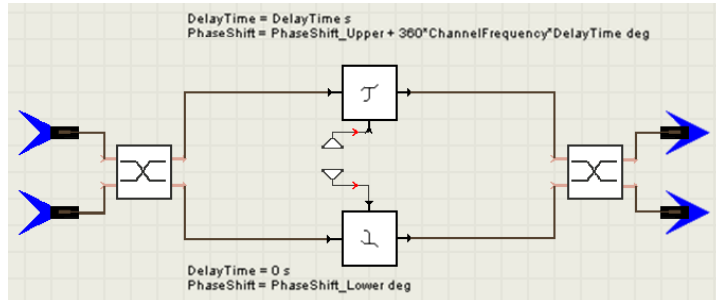 DelayTime = DelayTime s
PhaseShift = PhaseShift_Upper + 360*ChannelFrequency*DelayTime deg
DelayTime = 0 s
PhaseShift = PhaseShift_Lower deg